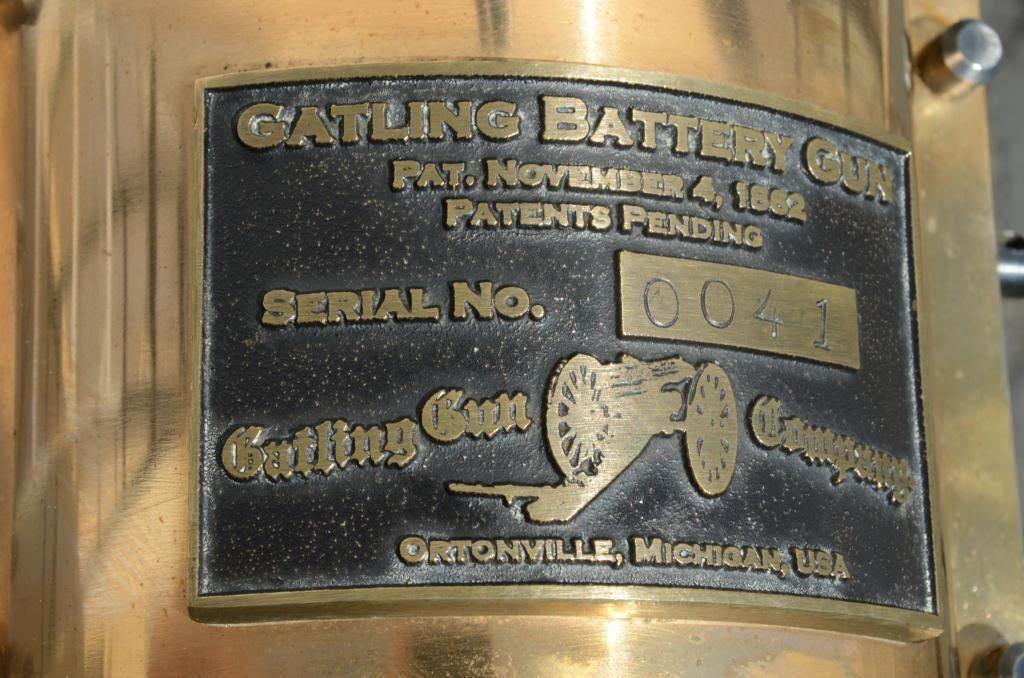 GATLING BATTERY GUN
PAT. NOVEMBER 4, 1862
PATENTS PENDING
SERIAL NO. 0041
Gatling Gun Company
ORTONVILLE, MICHIGAN, USA